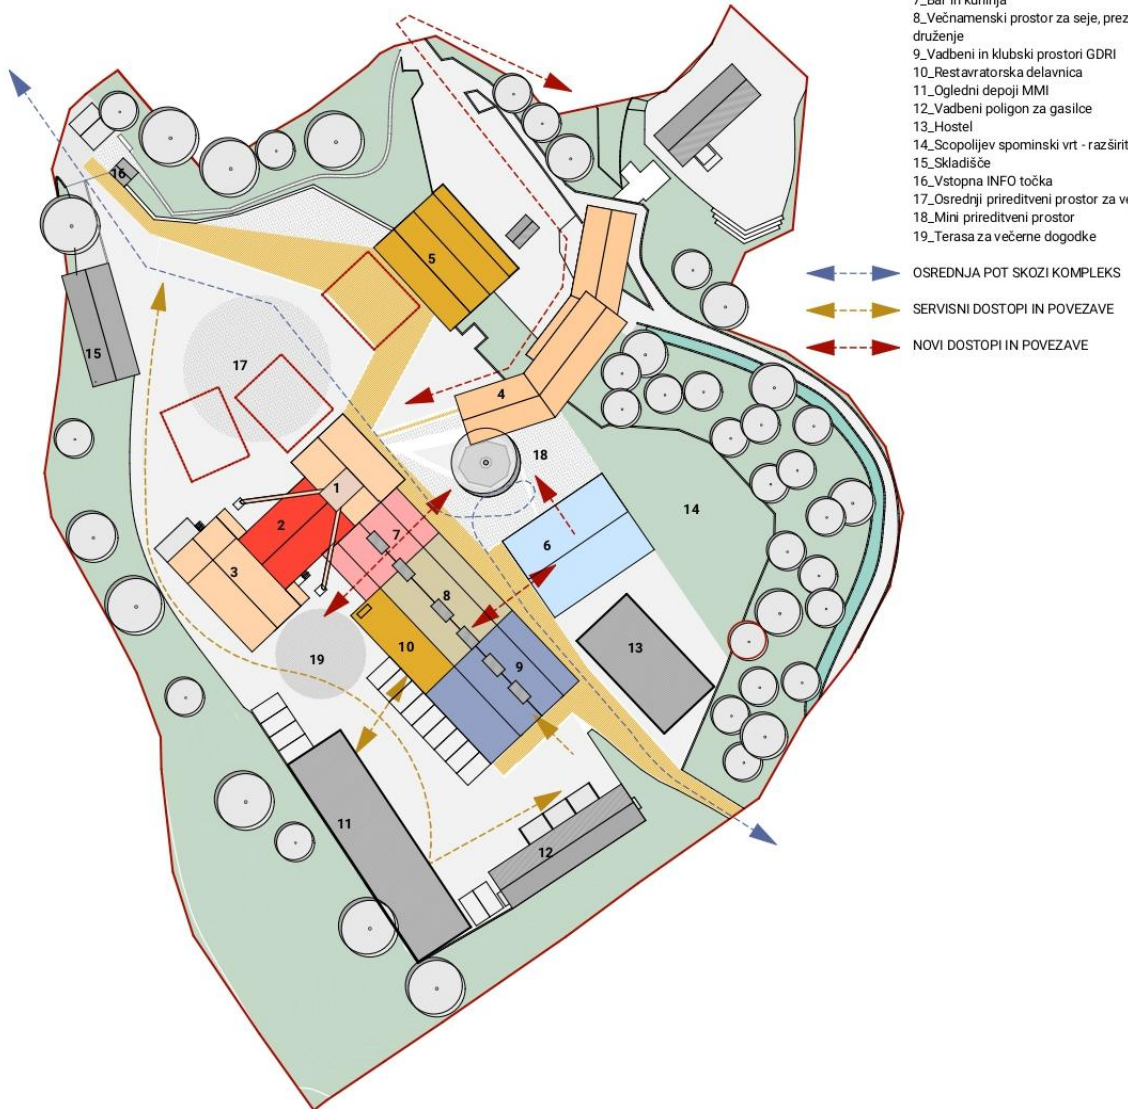 7_Bar in kuhinja
8_Večnamenski prostor za seje, prez
druženje
9_Vadbeni in klubski prostori GDRI
10_Restavratorska delavnica
11_Ogledni depoji MMI
12_Vadbeni poligon za gasilce
13_Hostel
14_Scopolijev spominski vrt - razširit
15_Skladišče
16_Vstopna INFO točka
17_Osrednji prireditveni prostor za ve
18_Mini prireditveni prostor
19_Terasa za večerne dogodke
OSREDNJA POT SKOZI KOMPLEKS
SERVISNI DOSTOPI IN POVEZAVE
NOVI DOSTOPI IN POVEZAVE
16
5
15
17
4
18
1
14
2
7
6
3
8
10
13
19
9
11
12